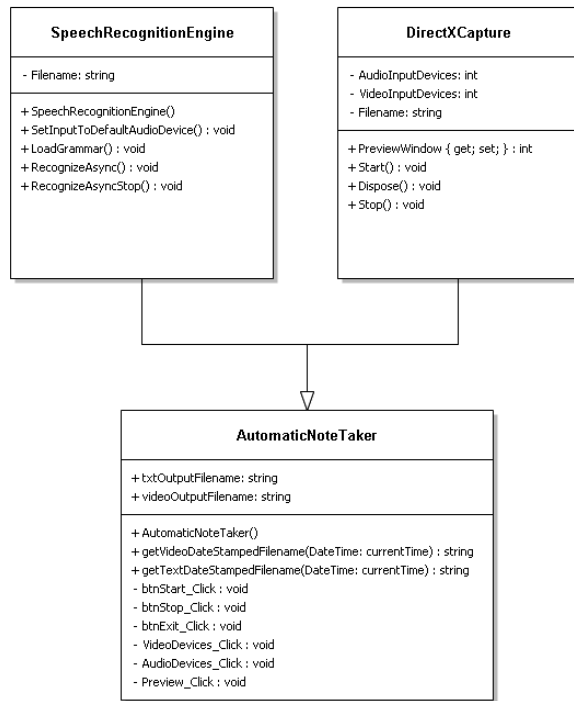 SpeechRecognitionEngine
- Filename: string
+ SpeechRecognitionEngine()
+ SetInputToDefaultAudioDevice() : void
+ LoadGrammar() : void
+ RecognizeAsync() : void
+ RecognizeAsyncStop() : void
DirectXCapture
- AudioInputDevices: int
- VideoInputDevices: int
- Filename: string
+ PreviewWindow { get; set; } : int
+ Start() : void
+ Dispose() : void
+ Stop() : void
AutomaticNoteTaker
+ txtOutputFilename: string
+ videoOutputFilename: string
+ AutomaticNoteTaker()
+ getVideoDateStampedFilename(DateTime: currentTime) : string
+ getTextDateStampedFilename(DateTime: currentTime) : string
- btnStart_Click : void
- btnStop_Click : void
- btnExit_Click : void
- VideoDevices_Click : void
- AudioDevices_Click : void
- Preview_Click : void